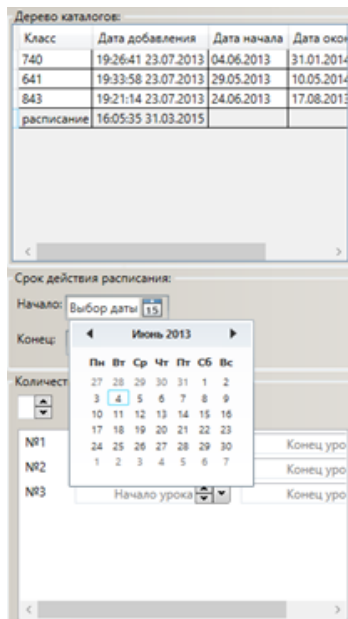 Дерево каталогов:
Класс Дата добавления Дата начала Дата окон
740 19:26:41 23.07.2013 04.06.2013 31.01.2014
641 19:33:58 23.07.2013 29.05.2013 10.05.2014
843 19:21:14 23.07.2013 24.06.2013 17.08.2013
расписание 16:05:35 31.03.2015
Срок действия расписания:
Начало: Выбор даты 15
Конец:
Июнь 2013
Пн Вт Ср Чт Пт Сб Вс
27 28 29 30 31 1 2
3 4 5 6 7 8 9
10 11 12 13 14 15 16
17 18 19 20 21 22 23
24 25 26 27 28 29 30
1 2 3 4 5 6 7
Количест
№1 Конец уро
№2 Конец уро
№3 Начало урока Конец уро